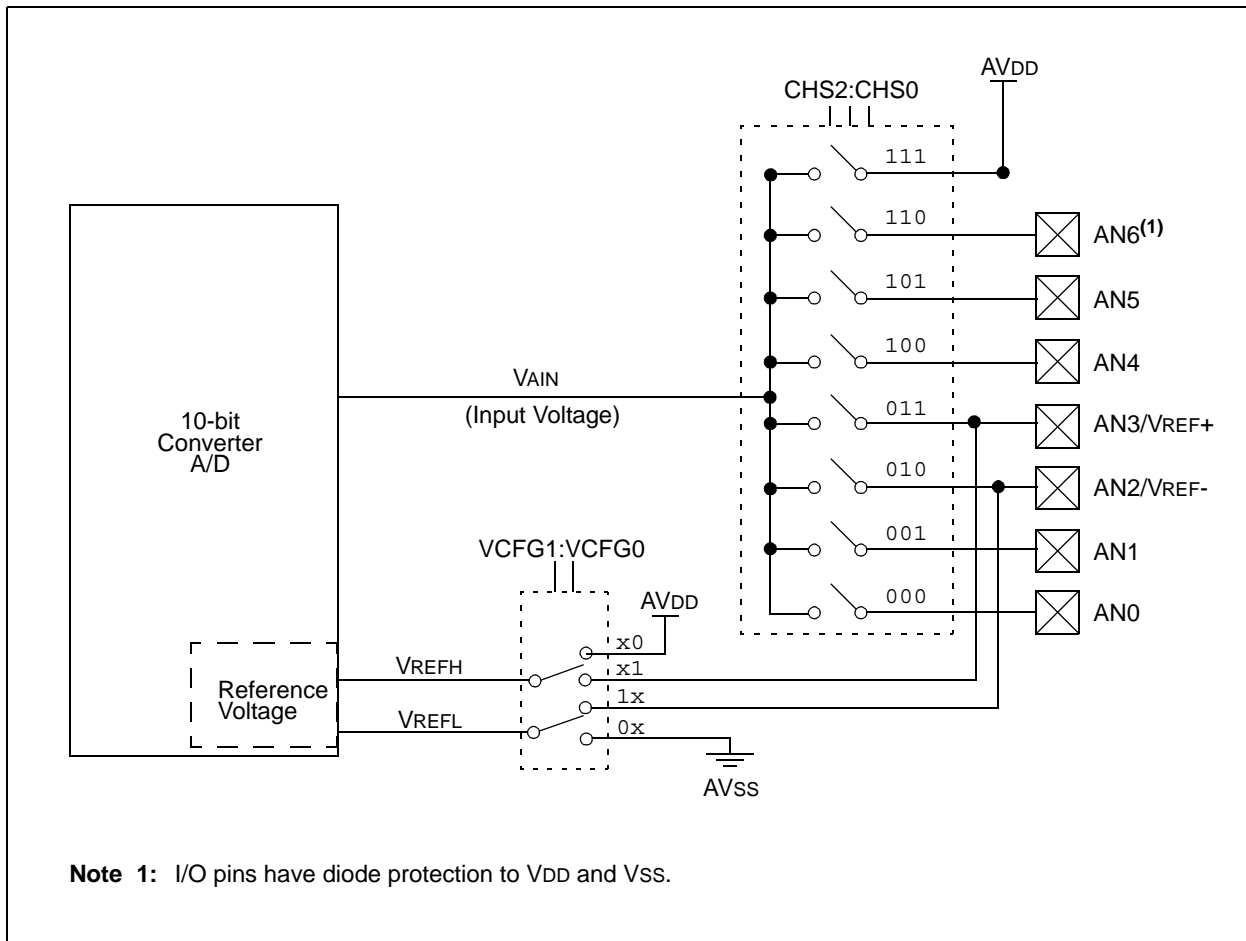 AVDD
CHS2:CHS0
111
110
AN6(1)
101
AN5
100
AN4
VAIN
(Input Voltage)
011
AN3/VREF+
10-bit
Converter
A/D
010
AN2/VREF-
VCFG1:VCFG0
001
AN1
AVDD
000
AN0
x0
VREFH
x1
Reference
Voltage
1x
VREFL
0x
AVSS
Note 1: I/O pins have diode protection to VDD and VSS.